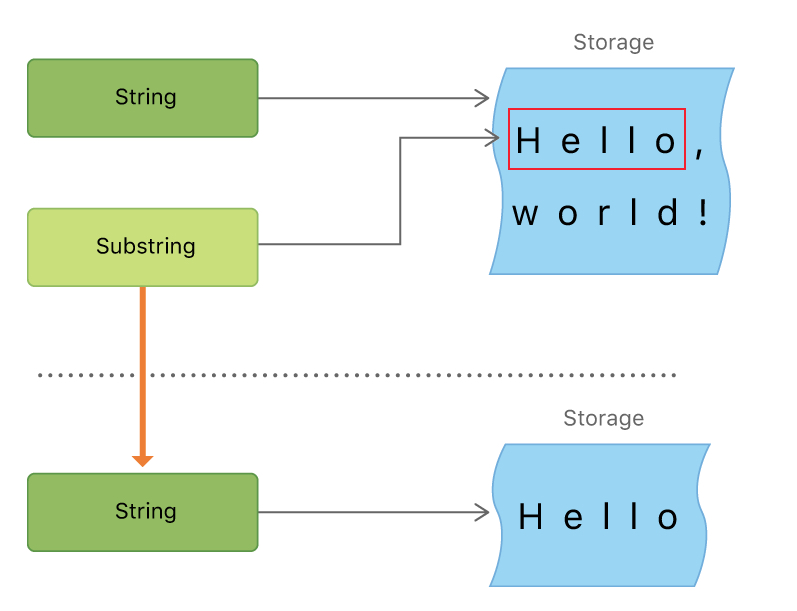 Storage
String
H e l l o ,
w o r l d !
Substring
Storage
String
H e l l o